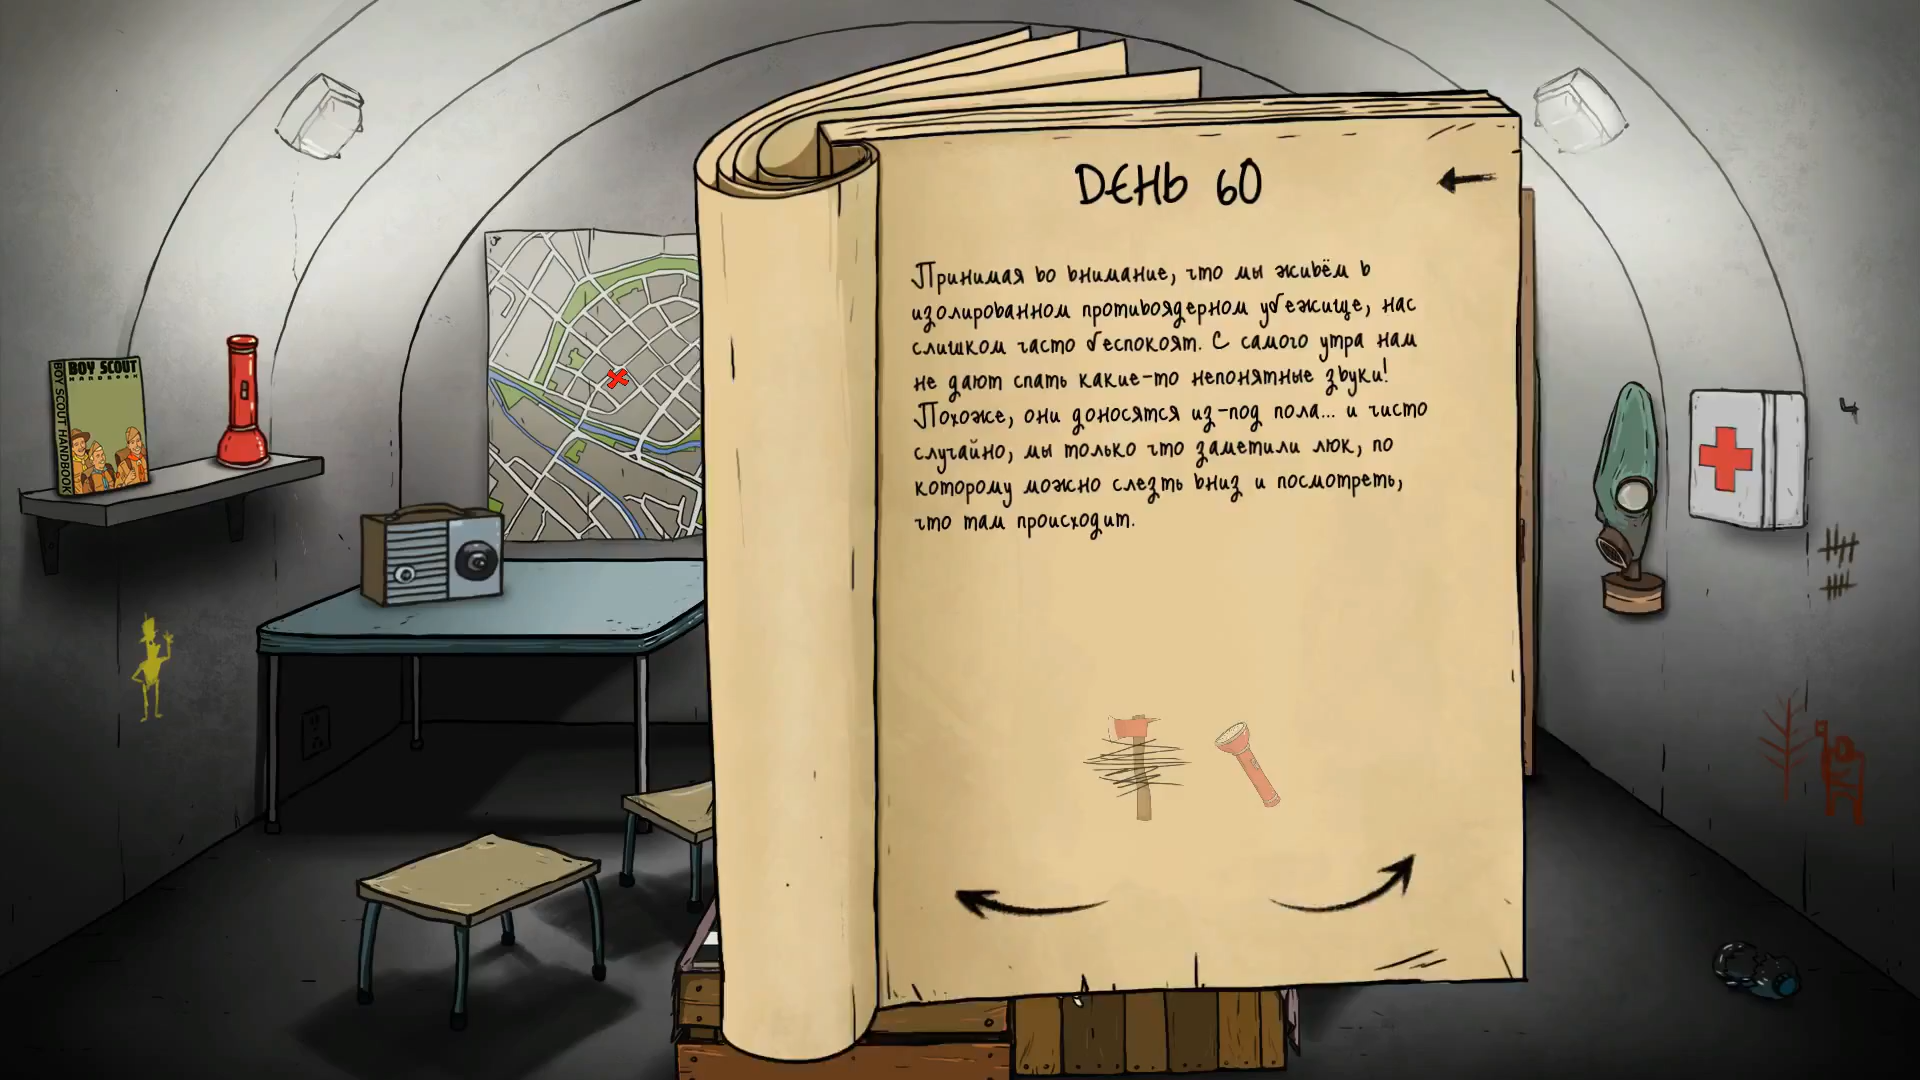 BOY SCOUT
HANDBOOK
BOY SCOUT HANDBOOK
ДЕНЬ 60
Принимая во внимание, что мы живём в
изолированном противоядерном убежище, нас
слишком часто беспокоят. С самого утра нам
не дают спать какие-то непонятные звуки!
Похоже, они доносятся из-под пола... и чисто
случайно, мы только что заметили люк, по
которому можно слезть вниз и посмотреть,
что там происходит.